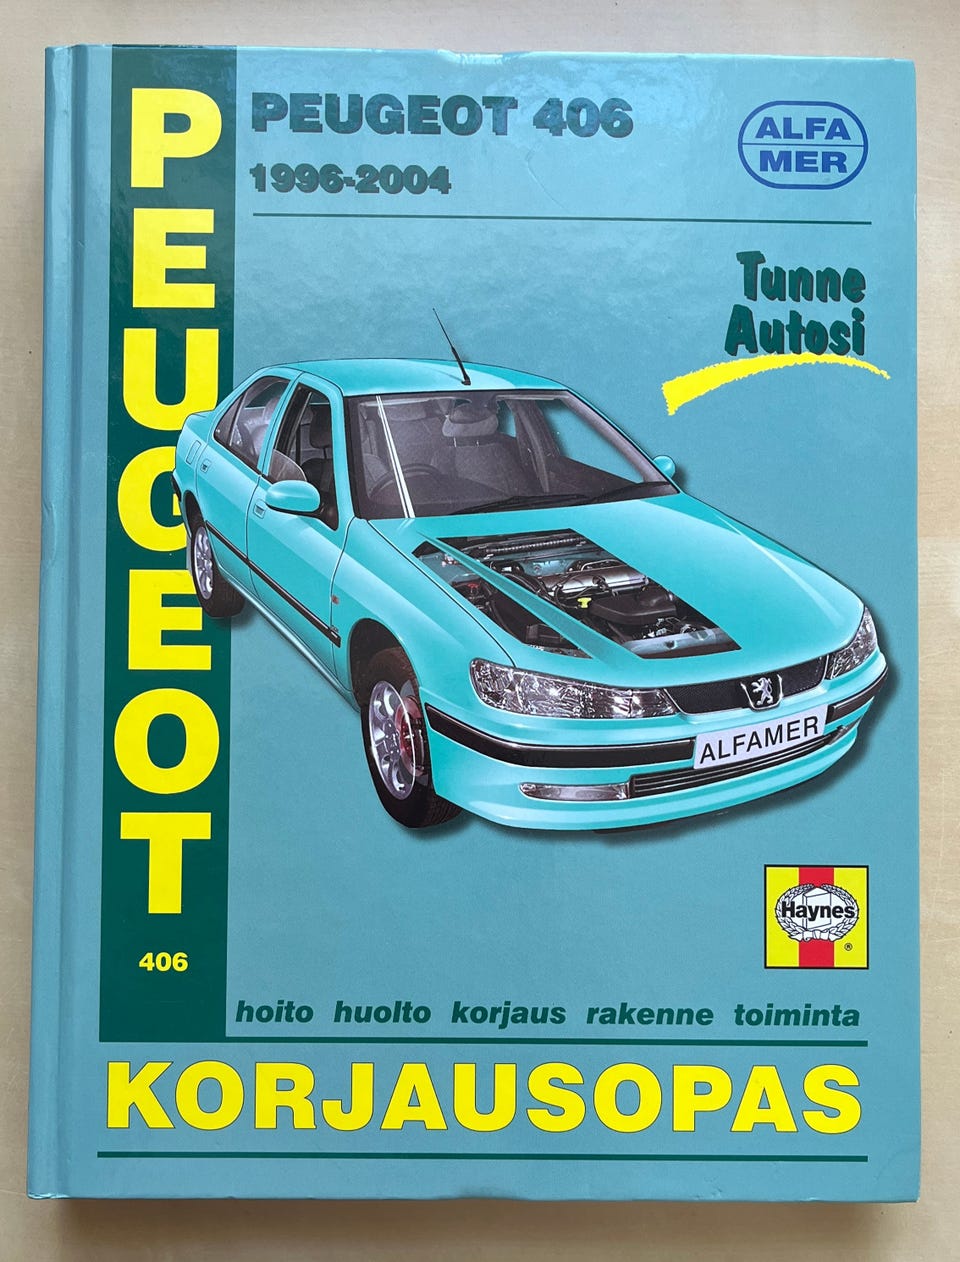 PEUGEOT
406
PEUGEOT 406
1996-2004
ALFA
MER
Tunne
Autosi
ALFAMER
Haynes
®
hoito huolto korjaus rakenne toiminta
KORJAUSOPAS